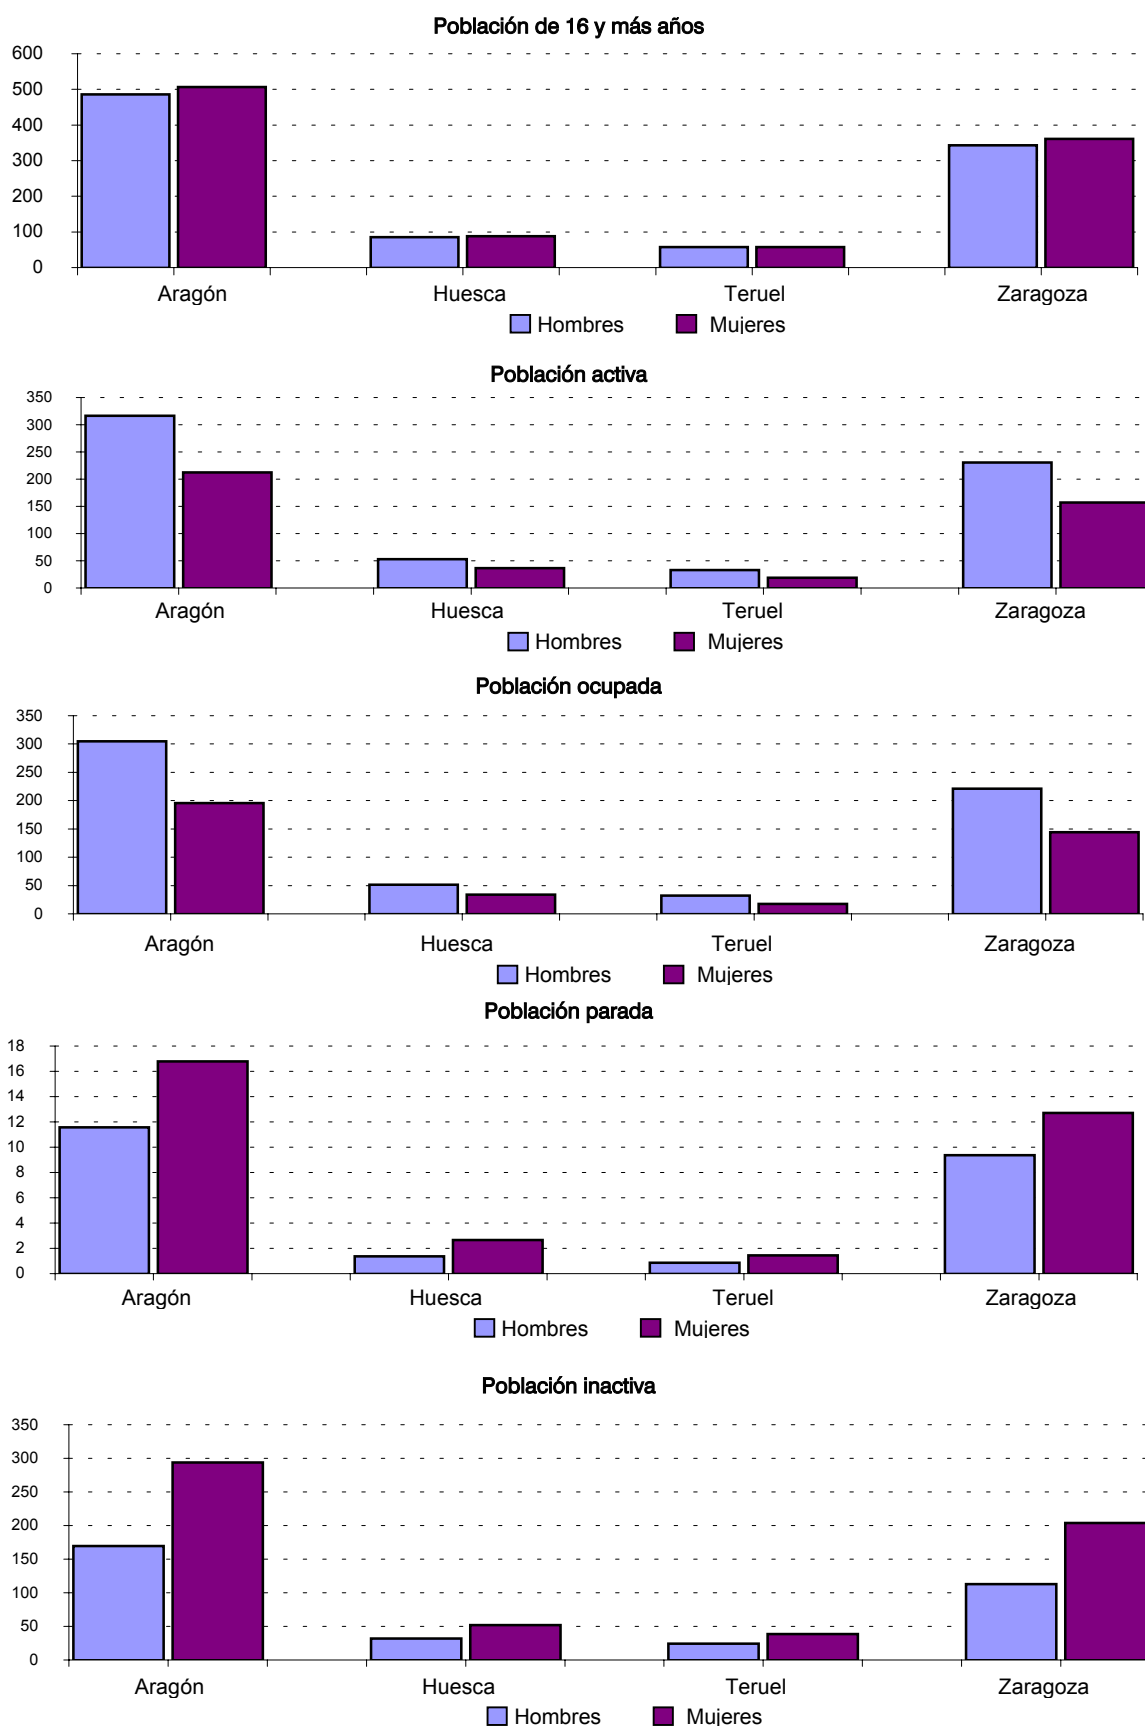 Población de 16 y más años
600
500
400
300
200
100
0
Aragón Huesca Teruel Zaragoza
Hombres Mujeres
Población activa
350
300
250
200
150
100
50
0
Aragón Huesca Teruel Zaragoza
Hombres Mujeres
Población ocupada
350
300
250
200
150
100
50
0
Aragón Huesca Teruel Zaragoza
Hombres Mujeres
Población parada
18
16
14
12
10
8
6
4
2
0
Aragón Huesca Teruel Zaragoza
Hombres Mujeres
Población inactiva
350
300
250
200
150
100
50
0
Aragón Huesca Teruel Zaragoza
Hombres Mujeres